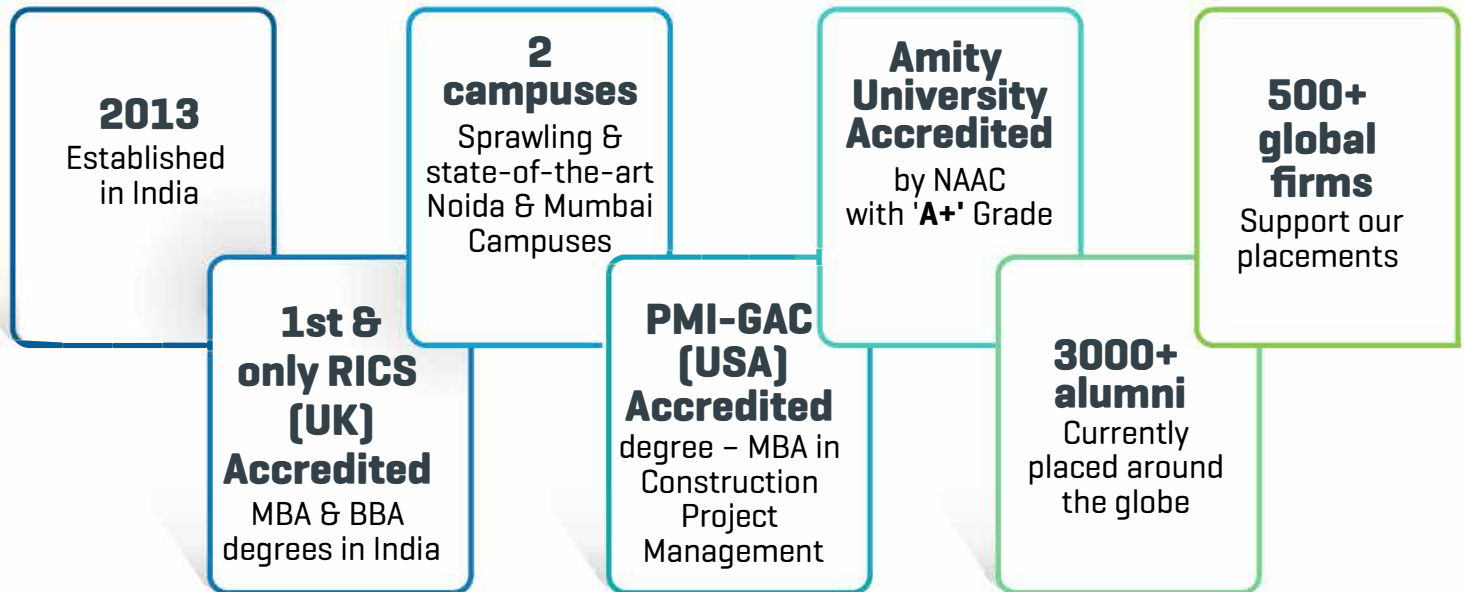 2013
Established
in India
1st &
only RICS
(UK)
Accredited
MBA & BBA
degrees in India
2
campuses
Sprawling &
state-of-the-art
Noida & Mumbai
Campuses
PMI-GAC
(USA)
Accredited
degree – MBA in
Construction
Project
Management
Amity
University
Accredited
by NAAC
with 'A+' Grade
3000+
alumni
Currently
placed around
the globe
500+
global
firms
Support our
placements